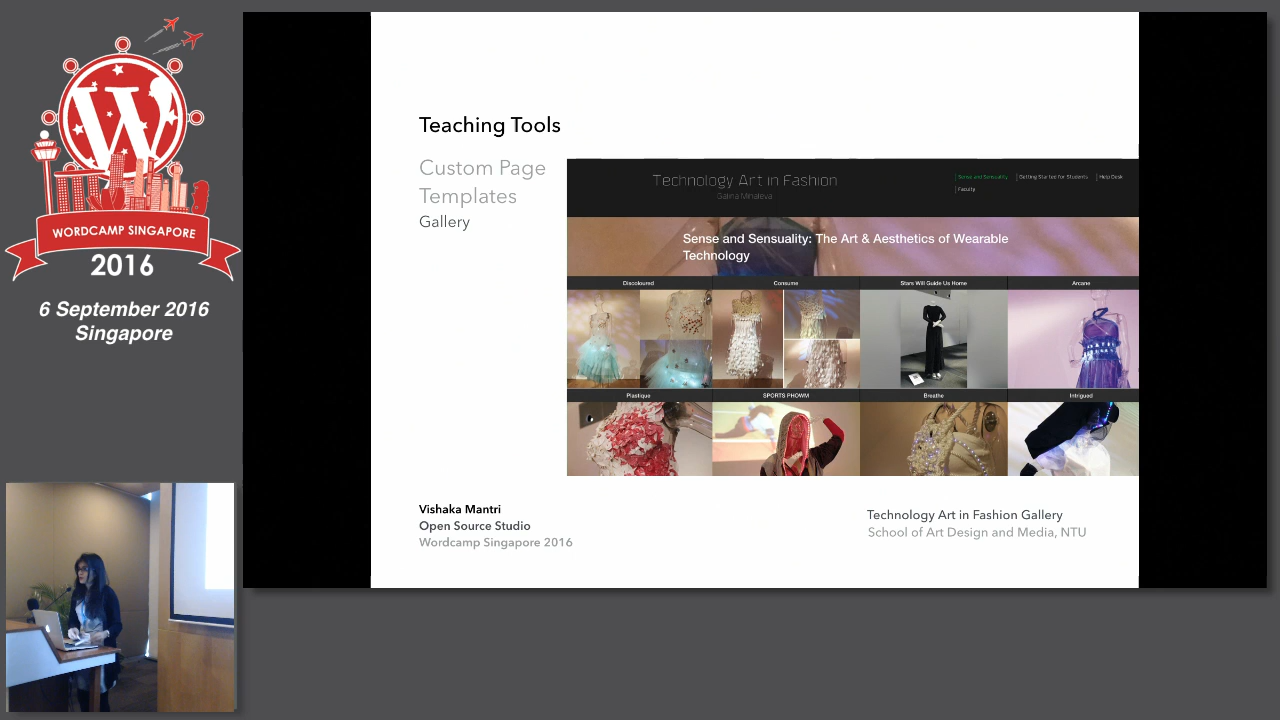 WORDCAMP SINGAPORE
2016
6 September 2016
Singapore
Teaching Tools
Custom Page
Templates
Gallery
Technology Art in Fashion
Galina Mihaleva
Sense and Sensuality
Getting Started for Students
Help Desk
Faculty
Sense and Sensuality: The Art & Aesthetics of Wearable
Technology
Discoloured
Consume
Stars Will Guide Us Home
Arcane
Plastique
SPORTS PHOWM
Breathe
Intrigued
Vishaka Mantri
Open Source Studio
Wordcamp Singapore 2016
Technology Art in Fashion Gallery
School of Art Design and Media, NTU